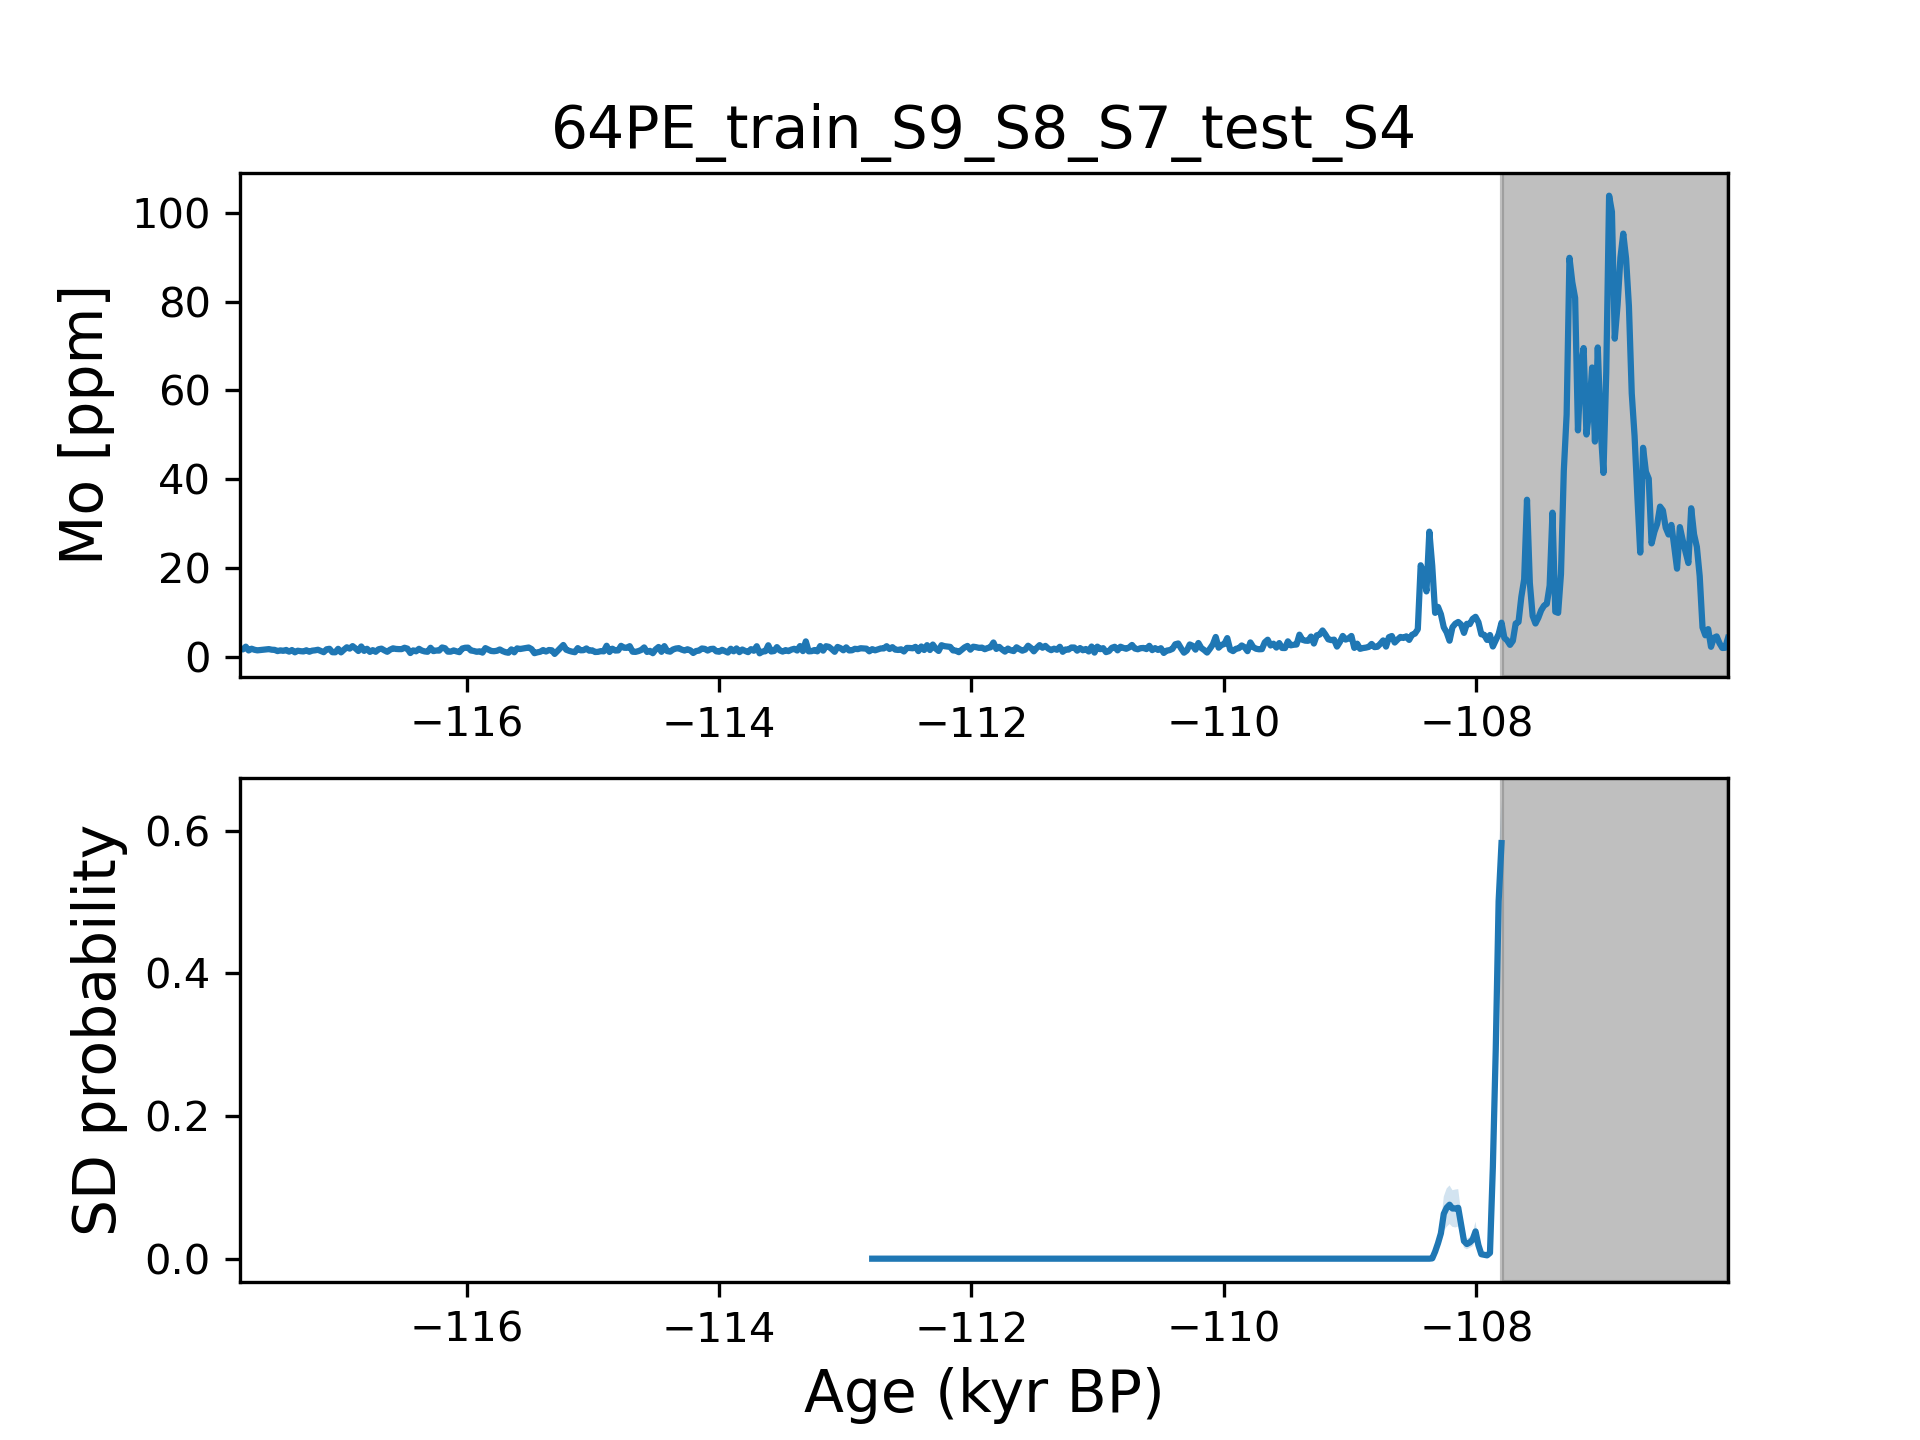 64PE_train_S9_S8_S7_test_S4
Mo [ppm]
100
80
60
40
20
0
−116 −114 −112 −110 −108
SD probability
0.6
0.4
0.2
0.0
−116 −114 −112 −110 −108
Age (kyr BP)